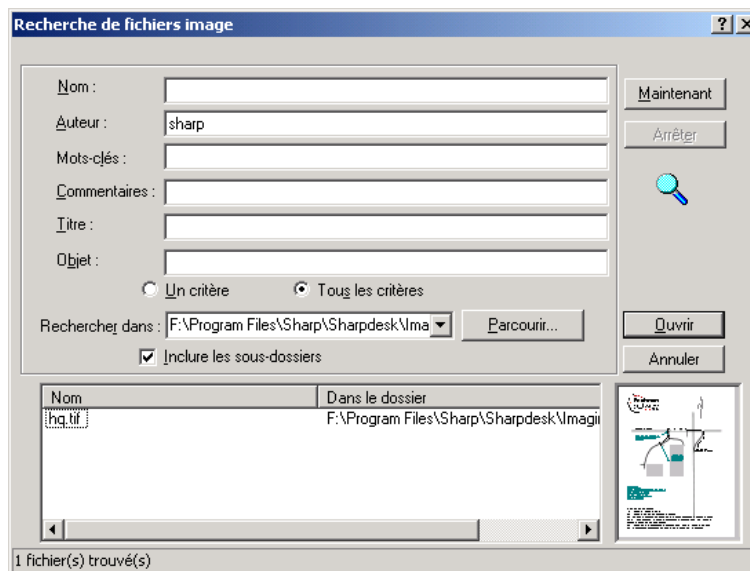 Recherche de fichiers image
Nom :
Maintenant
Auteur : sharp
Arrêter
Mots-clés :
Commentaires :
Titre :
Objet :
Un critère Tous les critères
Rechercher dans : F:\Program Files\Sharp\Sharpdesk\Ima Parcourir... Ouvrir
Inclure les sous-dossiers Annuler
Nom Dans le dossier
hq.tif F:\Program Files\Sharp\Sharpdesk\Imagin
1 fichier(s) trouvé(s)